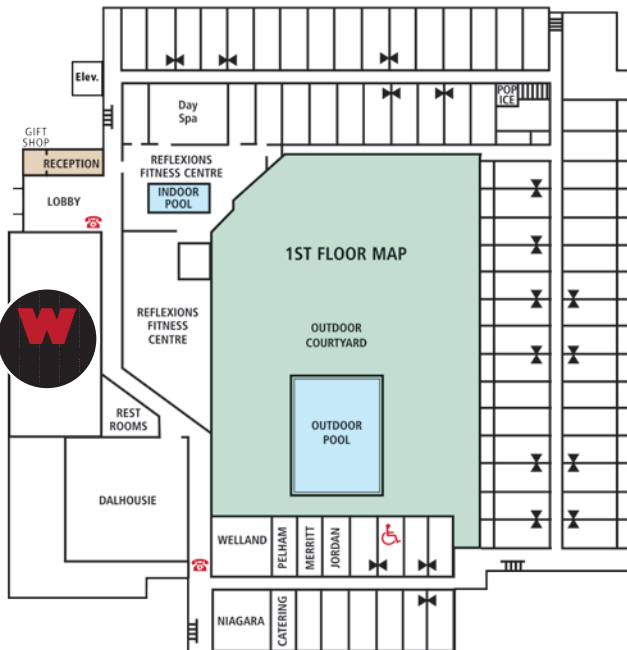 Elev.
Day
Spa
POP
ICE
GIFT
SHOP
RECEPTION
REFLEXIONS
FITNESS CENTRE
INDOOR
POOL
LOBBY
1ST FLOOR MAP
W
REFLEXIONS
FITNESS
CENTRE
OUTDOOR
COURTYARD
REST
ROOMS
OUTDOOR
POOL
DALHOUSIE
WELLAND
PELHAM
MERRITT
JORDAN
NIAGARA
CATERING